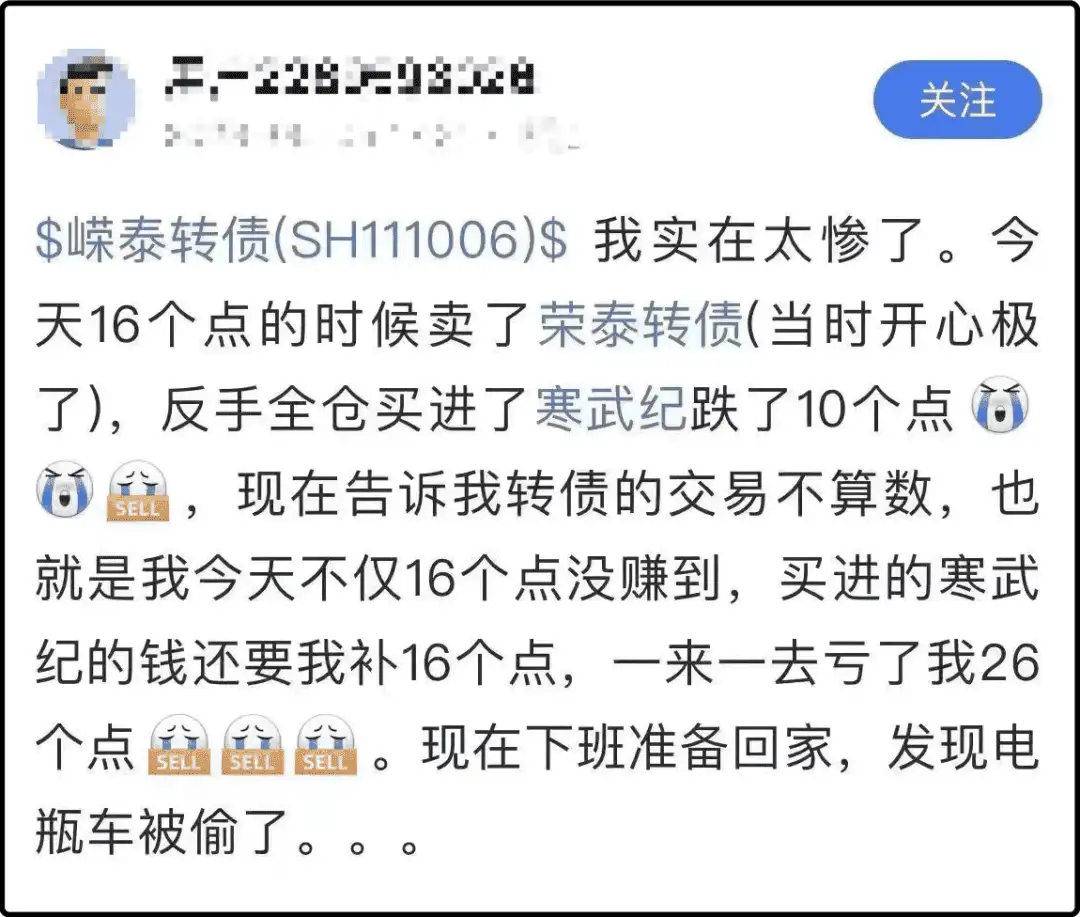 关注
$嵘泰转债(SH111006)$ 我实在太惨了。今
天16个点的时候卖了荣泰转债(当时开心极
了)，反手全仓买进了寒武纪跌了10个点
SELL ，现在告诉我转债的交易不算数，也
就是我今天不仅16个点没赚到，买进的寒武
纪的钱还要我补16个点，一来一去亏了我26
个点 SELL SELL SELL 。现在下班准备回家，发现电
瓶车被偷了。。。